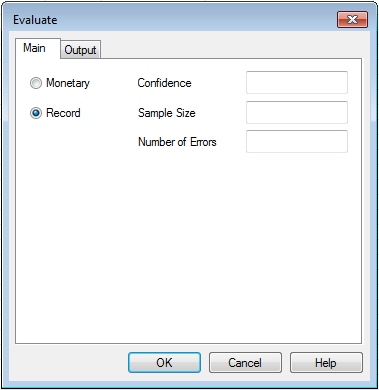 Evaluate
Main Output
Monetary Confidence
Record Sample Size
Number of Errors
OK Cancel Help